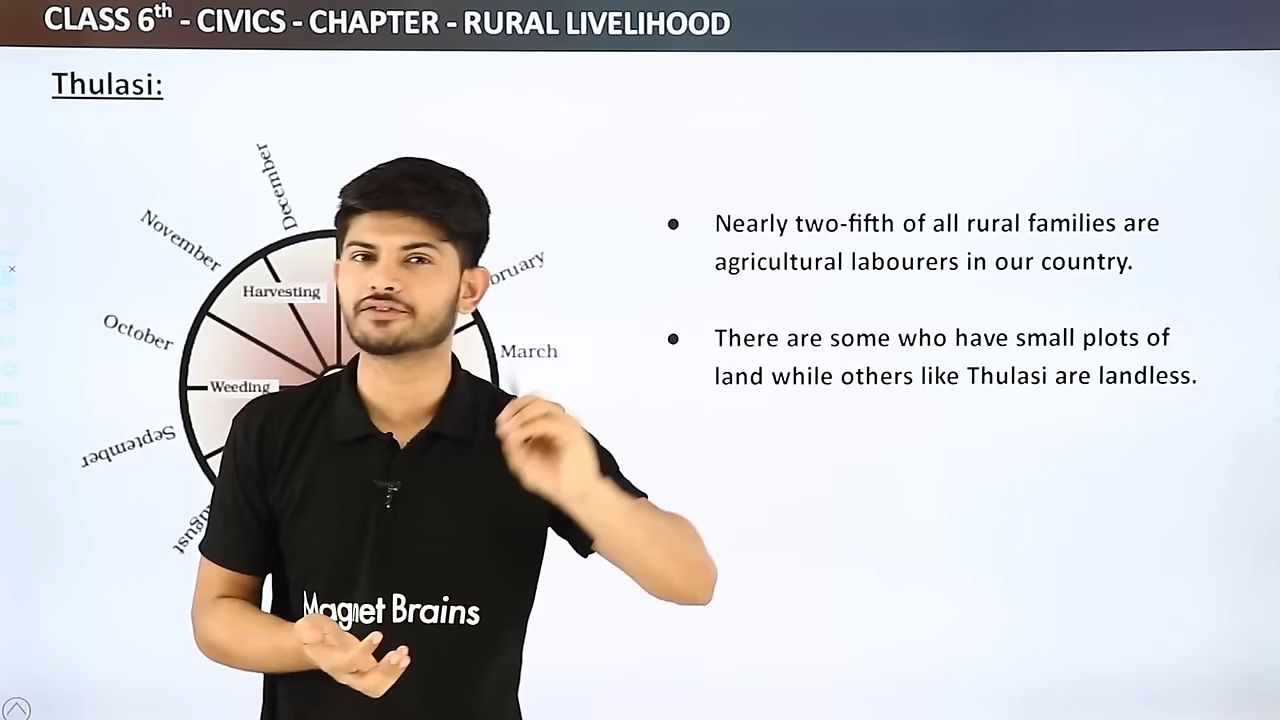 CLASS 6th - CIVICS - CHAPTER - RURAL LIVELIHOOD
Thulasi:
December
November
October
September
Harvesting
Weeding
bruary
March
• Nearly two-fifth of all rural families are
agricultural labourers in our country.
• There are some who have small plots of
land while others like Thulasi are landless.
Magnet Brains